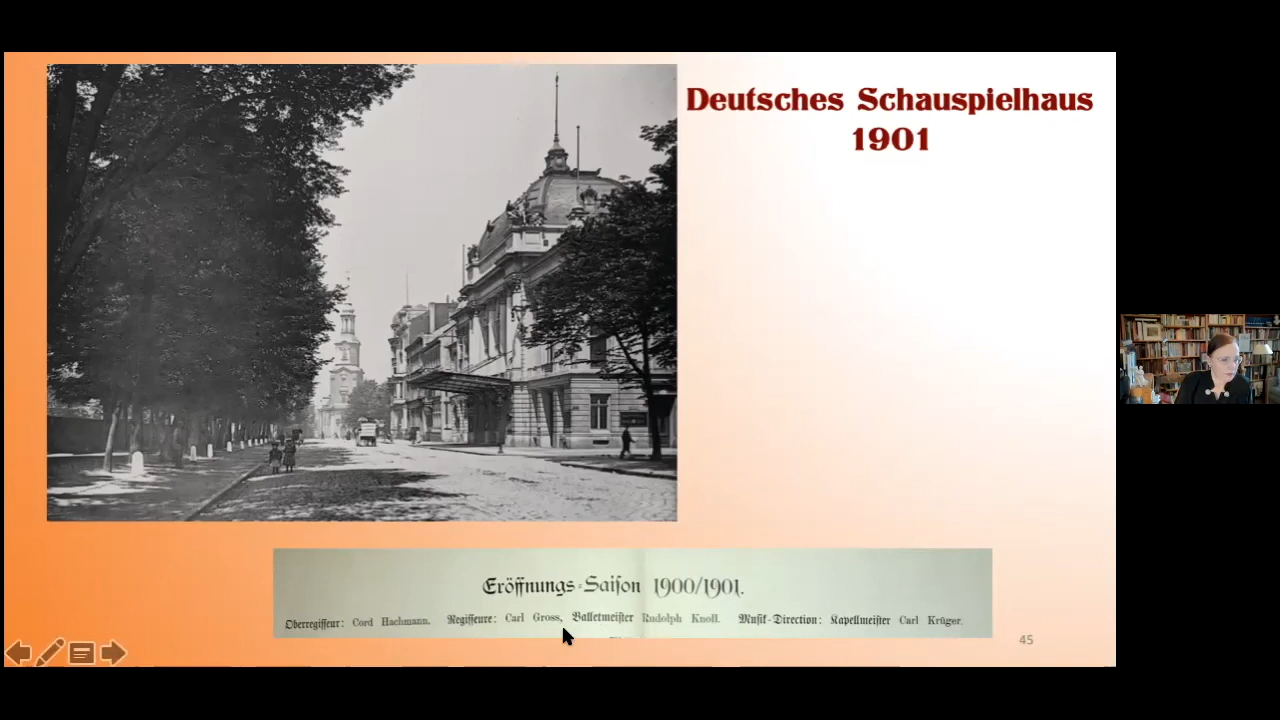 Deutsches Schauspielhaus
1901
Eröffnungs-Saiſon 1900/1901.
Oberregiſſeur: Cord Hachmann. Regiſſeure: Carl Gross, Balletmeiſter Rudolph Knoll. Muſik-Direction: Kapellmeiſter Carl Krüger.
45